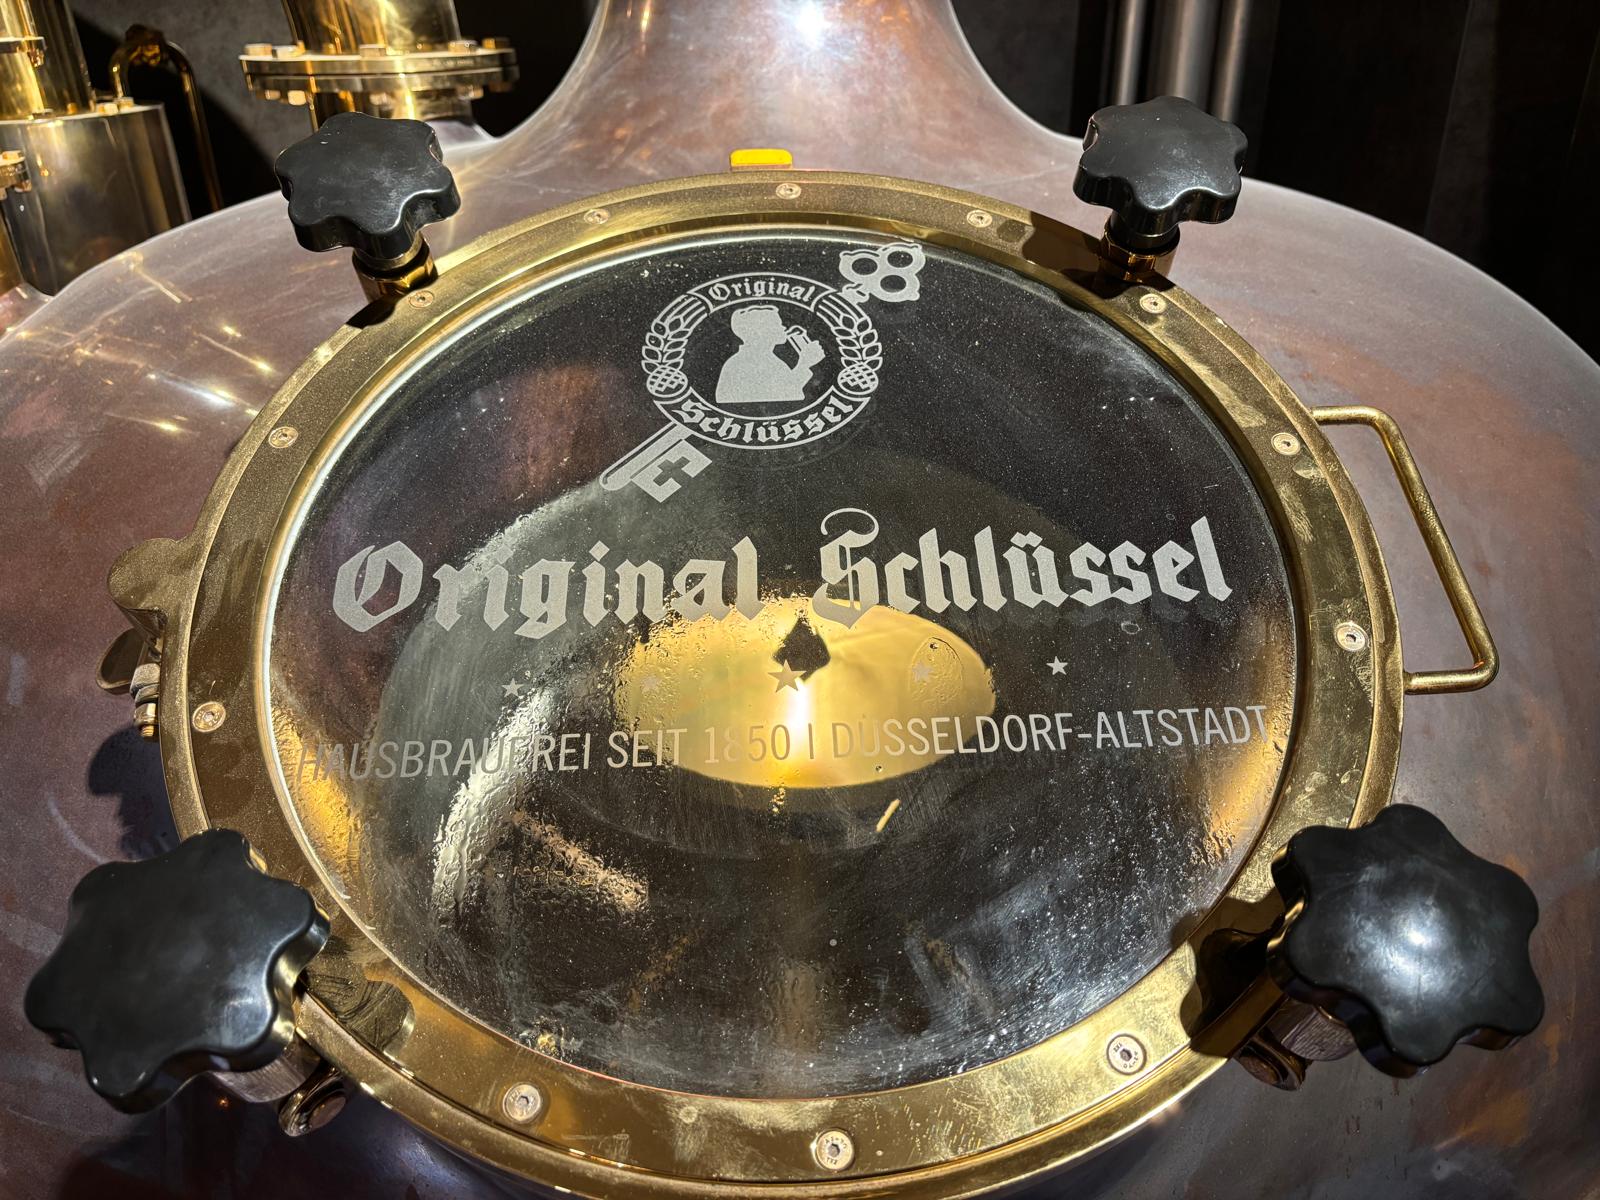 Original
Schlüssel
Original Schlüssel
HAUSBRAUEREI SEIT 1850 | DÜSSELDORF-ALTSTADT